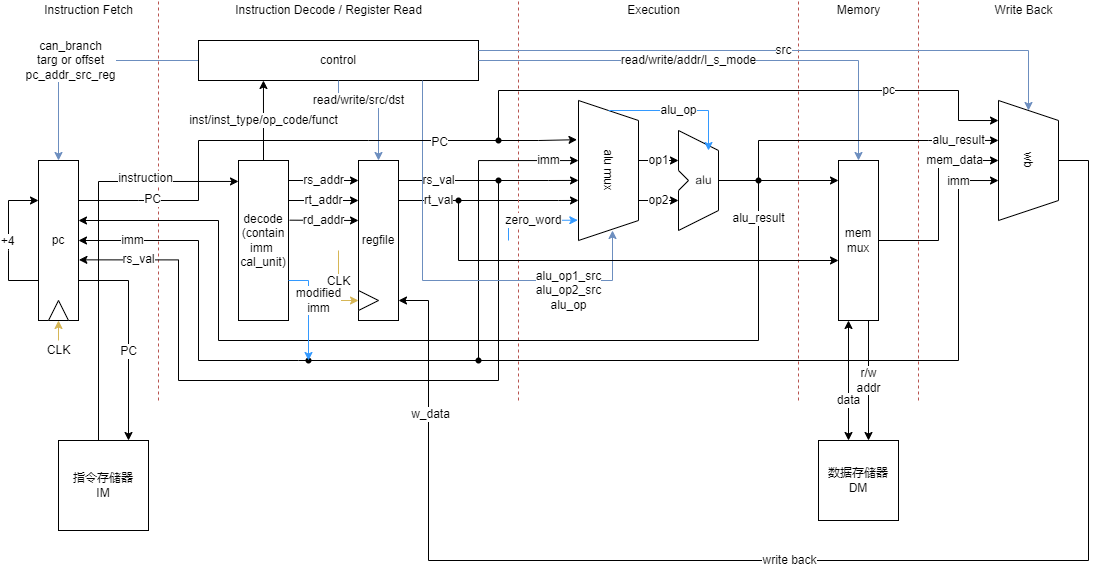 Instruction Fetch
Instruction Decode / Register Read
Execution
Memory
Write Back
can_branch
targ or offset
pc_addr_src_reg
control
src
read/write/addr/l_s_mode
read/write/src/dst
inst/inst_type/op_code/funct
pc
alu_op
PC
alu_result
imm
op1
mem_data
alu mux
alu
wb
instruction
rs_addr
rs_val
imm
PC
rt_addr
rt_val
op2
rd_addr
zero_word
alu_result
+4
pc
imm
rs_val
decode
(contain
imm
cal_unit)
regfile
mem
mux
CLK
modified
imm
alu_op1_src
alu_op2_src
alu_op
CLK
PC
r/w
addr
data
w_data
指令存储器
IM
数据存储器
DM
write back